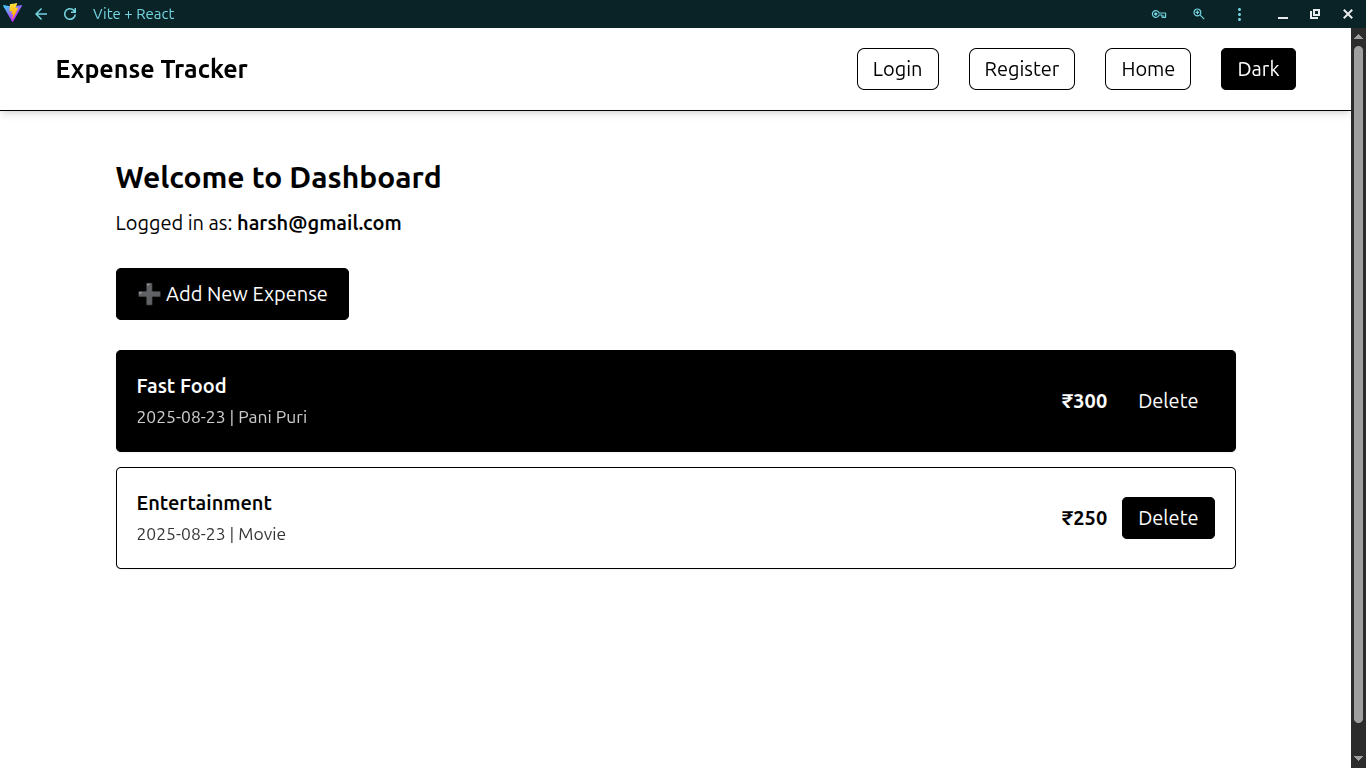 Vite + React
Expense Tracker Login Register Home Dark
Welcome to Dashboard
Logged in as: harsh@gmail.com
➕ Add New Expense
Fast Food
2025-08-23 | Pani Puri
₹300 Delete
Entertainment
2025-08-23 | Movie
₹250 Delete